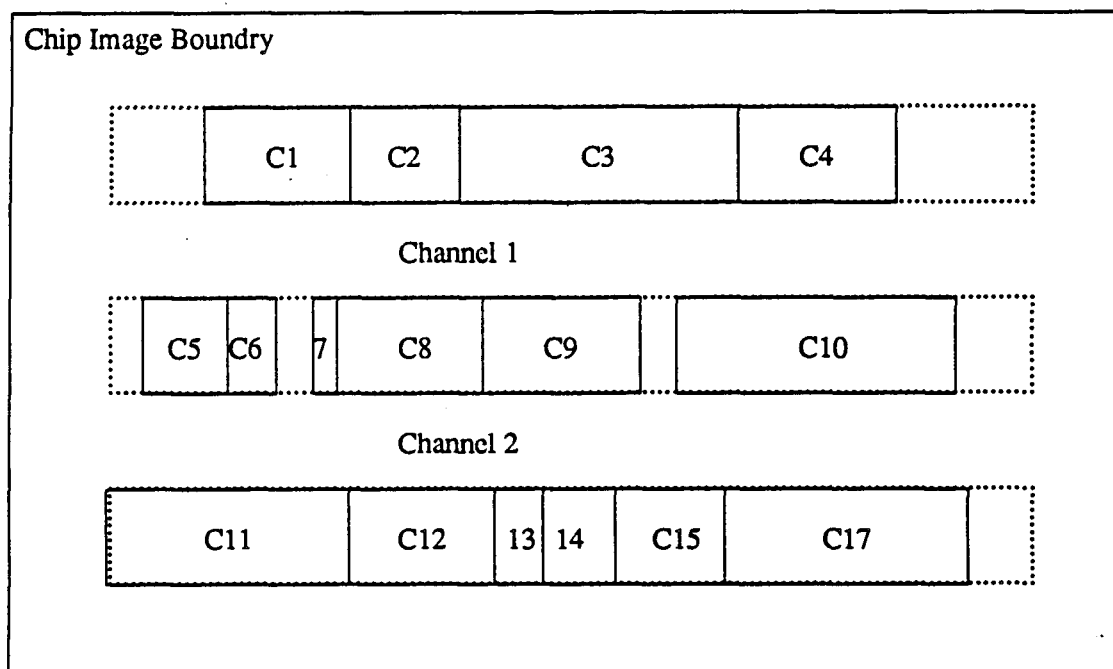 Chip Image Boundry
C1 C2 C3 C4
Channel 1
C5 C6 7 C8 C9 C10
Channel 2
C11 C12 13 14 C15 C17